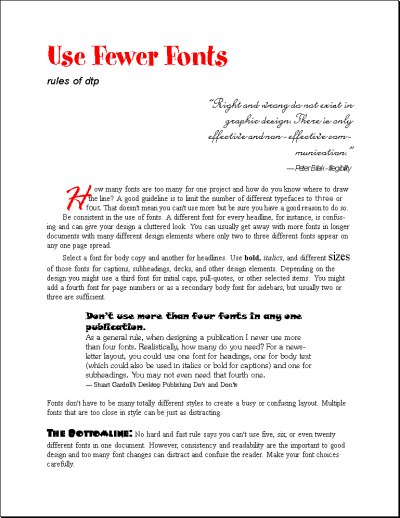 Use Fewer Fonts
rules of dtp
"Right and wrong do not exist in
graphic design. There is only
effective and non-effective com-
munication."
— Peter Bilak - Illegibility
How many fonts are too many for one project and how do you know where to draw
the line? A good guideline is to limit the number of different typefaces to three or
four. That doesn't mean you can't use more but be sure you have a good reason to do so.
Be consistent in the use of fonts. A different font for every headline, for instance, is confus-
ing and can give your design a cluttered look. You can usually get away with more fonts in longer
documents with many different design elements where only two to three different fonts appear on
any one page spread.
Select a font for body copy and another for headlines. Use bold, italics, and different sizes
of those fonts for captions, subheads, decks, and other design elements. Depending on the
design you might use a third font for initial caps, pull-quotes, or other selected items. You might
add a fourth font for page numbers or as a secondary body font for sidebars, but usually two or
three are sufficient.
Don't use more than four fonts in any one
publication.
As a general rule, when designing a publication I never use more
than four fonts. Realistically, how many do you need? For a news-
letter layout, you could use one font for headings, one for body text
(which could also be used in italics or bold for captions) and one for
subheadings. You may not even need that fourth one.
— Stuart Gardoll's Desktop Publishing Do's and Don'ts
Fonts don't have to be many totally different styles to create a busy or confusing layout. Multiple
fonts that are too close in style can be just as distracting.
The Bottomline: No hard and fast rule says you can't use five, six, or even twenty
different fonts in one document. However, consistency and readability are the important to good
design and too many font changes can distract and confuse the reader. Make your font choices
carefully.